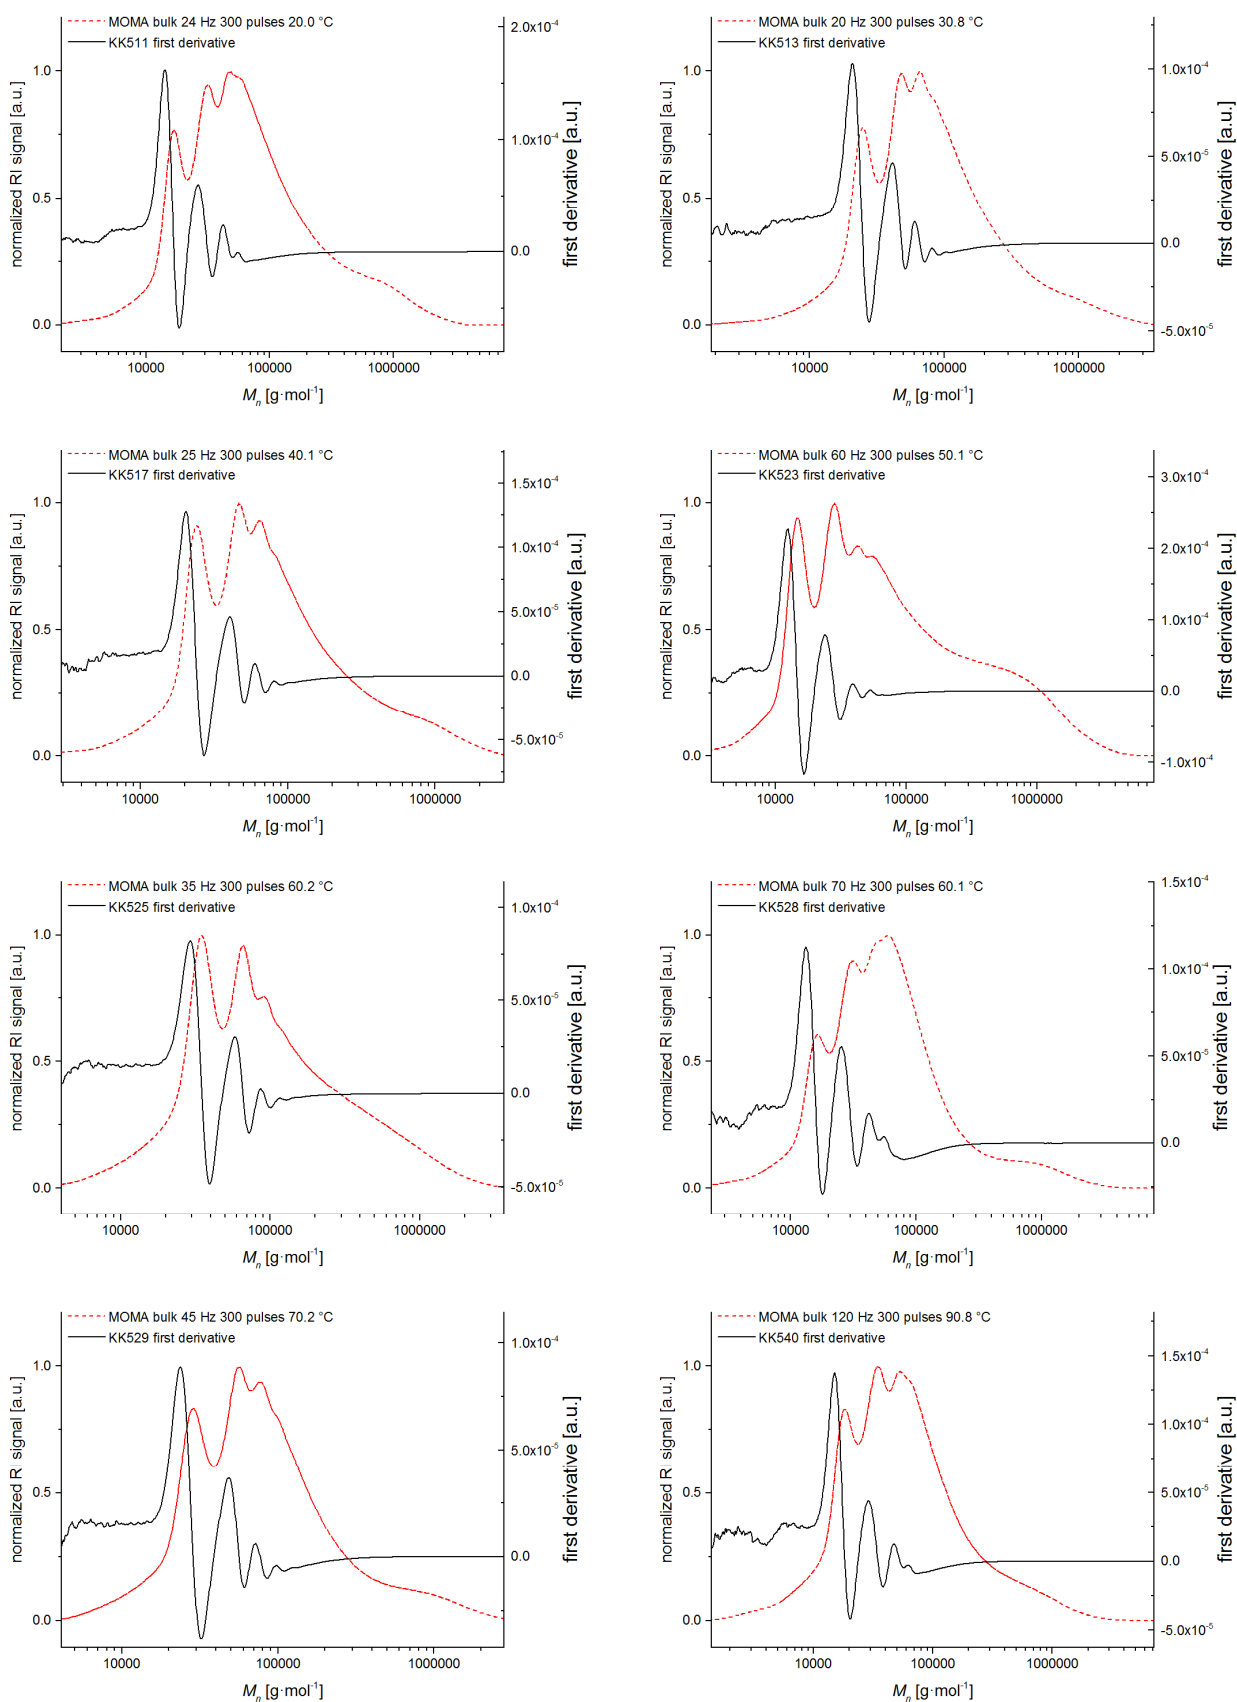 MOMA bulk 24 Hz 300 pulses 20.0 °C
KK511 first derivative
normalized RI signal [a.u.]
1.0
0.5
0.0
2.0x10⁻⁴
1.0x10⁻⁴
0.0
first derivative [a.u.]
10000 100000 1000000
Mₙ [g·mol⁻¹]
MOMA bulk 20 Hz 300 pulses 30.8 °C
KK513 first derivative
normalized RI signal [a.u.]
1.0
0.5
0.0
1.0x10⁻⁴
5.0x10⁻⁵
0.0
-5.0x10⁻⁵
first derivative [a.u.]
10000 100000 1000000
Mₙ [g·mol⁻¹]
MOMA bulk 25 Hz 300 pulses 40.1 °C
KK517 first derivative
normalized RI signal [a.u.]
1.0
0.5
0.0
1.5x10⁻⁴
1.0x10⁻⁴
5.0x10⁻⁵
0.0
-5.0x10⁻⁵
first derivative [a.u.]
10000 100000 1000000
Mₙ [g·mol⁻¹]
MOMA bulk 60 Hz 300 pulses 50.1 °C
KK523 first derivative
normalized RI signal [a.u.]
1.0
0.5
0.0
3.0x10⁻⁴
2.0x10⁻⁴
1.0x10⁻⁴
0.0
-1.0x10⁻⁴
first derivative [a.u.]
10000 100000 1000000
Mₙ [g·mol⁻¹]
MOMA bulk 35 Hz 300 pulses 60.2 °C
KK525 first derivative
normalized RI signal [a.u.]
1.0
0.5
0.0
1.0x10⁻⁴
5.0x10⁻⁵
0.0
-5.0x10⁻⁵
first derivative [a.u.]
10000 100000 1000000
Mₙ [g·mol⁻¹]
MOMA bulk 70 Hz 300 pulses 60.1 °C
KK528 first derivative
normalized RI signal [a.u.]
1.0
0.5
0.0
1.5x10⁻⁴
1.0x10⁻⁴
5.0x10⁻⁵
0.0
first derivative [a.u.]
10000 100000 1000000
Mₙ [g·mol⁻¹]
MOMA bulk 45 Hz 300 pulses 70.2 °C
KK529 first derivative
normalized RI signal [a.u.]
1.0
0.5
0.0
1.0x10⁻⁴
5.0x10⁻⁵
0.0
first derivative [a.u.]
10000 100000 1000000
Mₙ [g·mol⁻¹]
MOMA bulk 120 Hz 300 pulses 90.8 °C
KK540 first derivative
normalized RI signal [a.u.]
1.0
0.5
0.0
1.5x10⁻⁴
1.0x10⁻⁴
5.0x10⁻⁵
0.0
-5.0x10⁻⁵
first derivative [a.u.]
10000 100000 1000000
Mₙ [g·mol⁻¹]